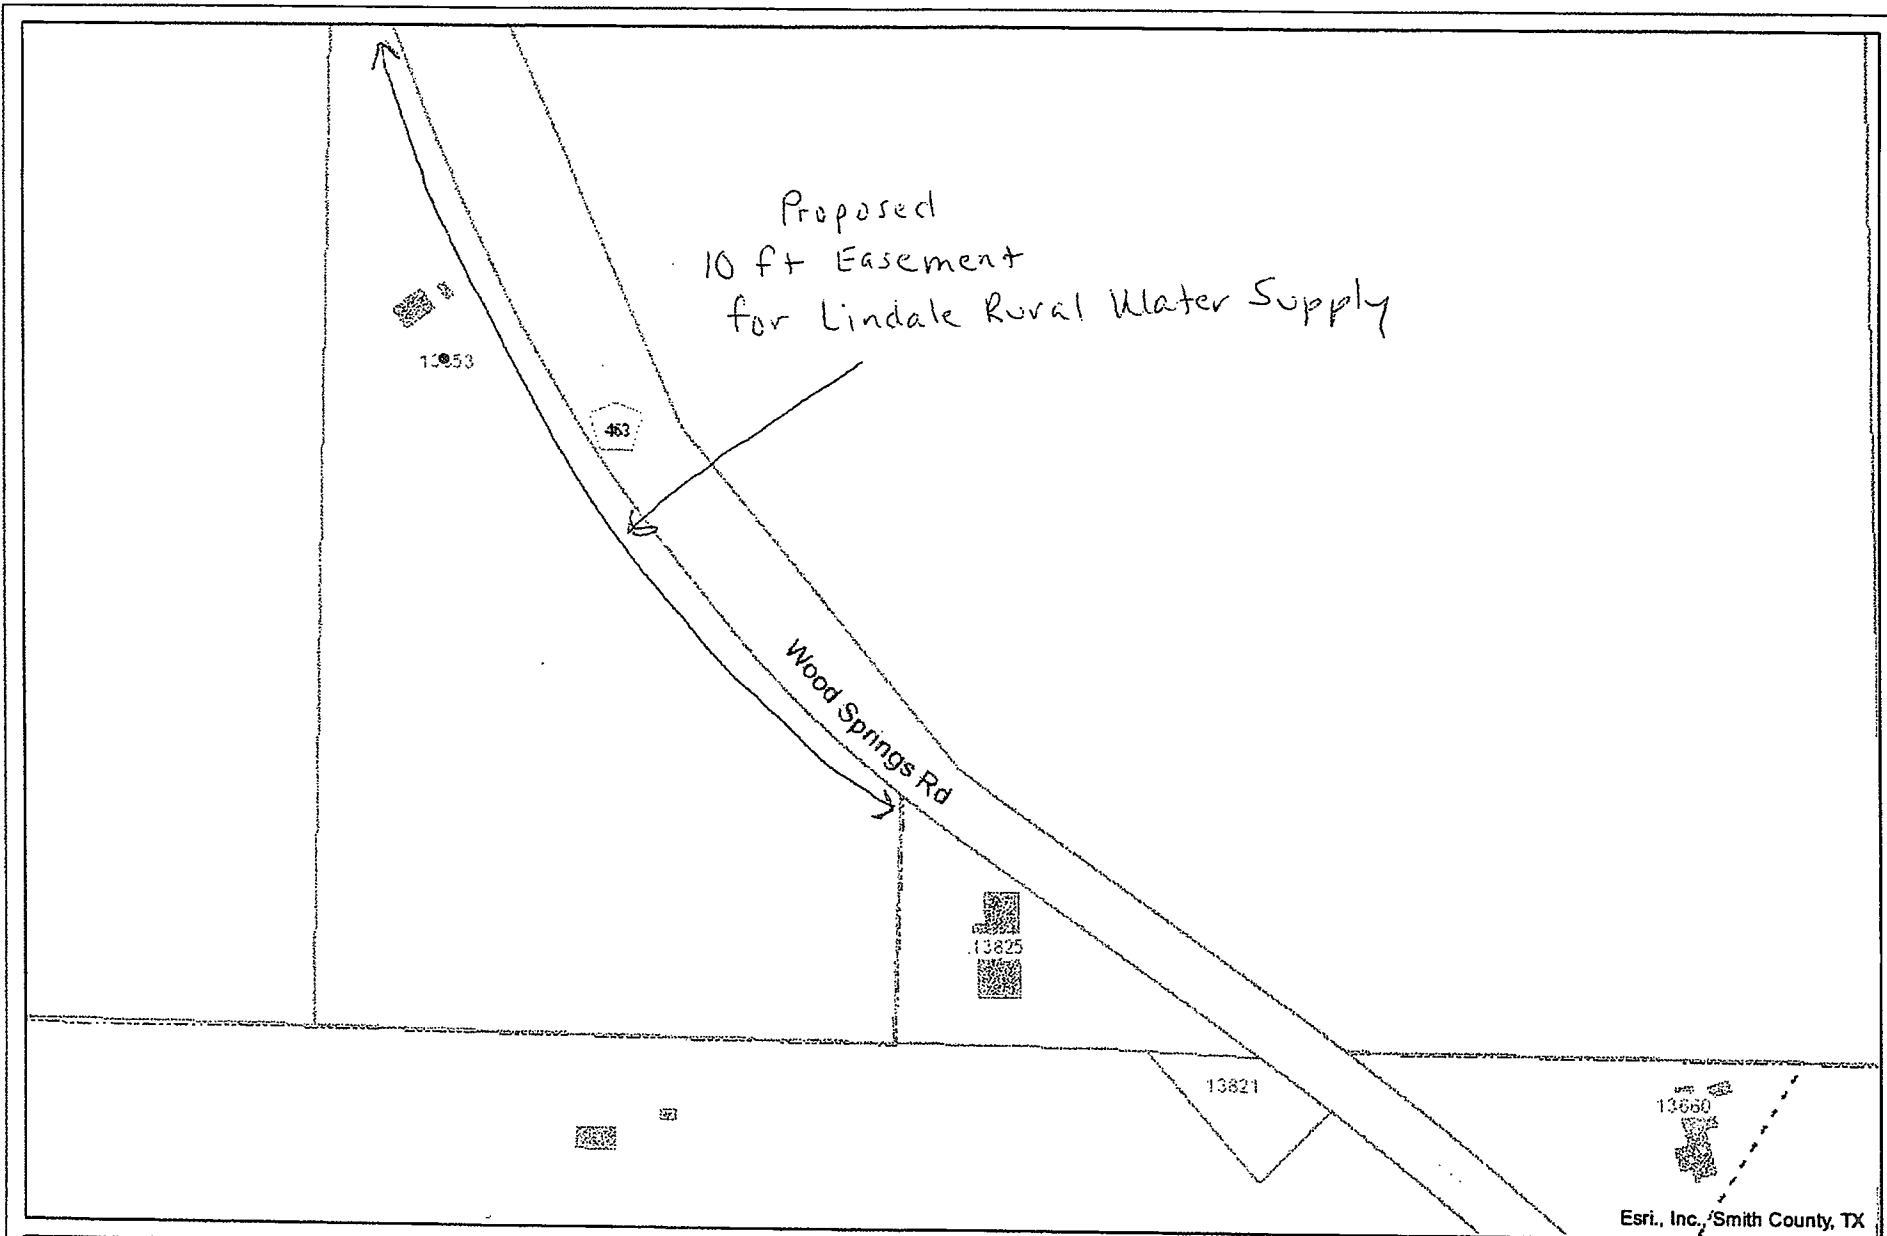 Proposed
10 ft Easement
for Lindale Rural Water Supply
463
Wood Springs Rd
13825
13821
13660
Esri., Inc., Smith County, TX